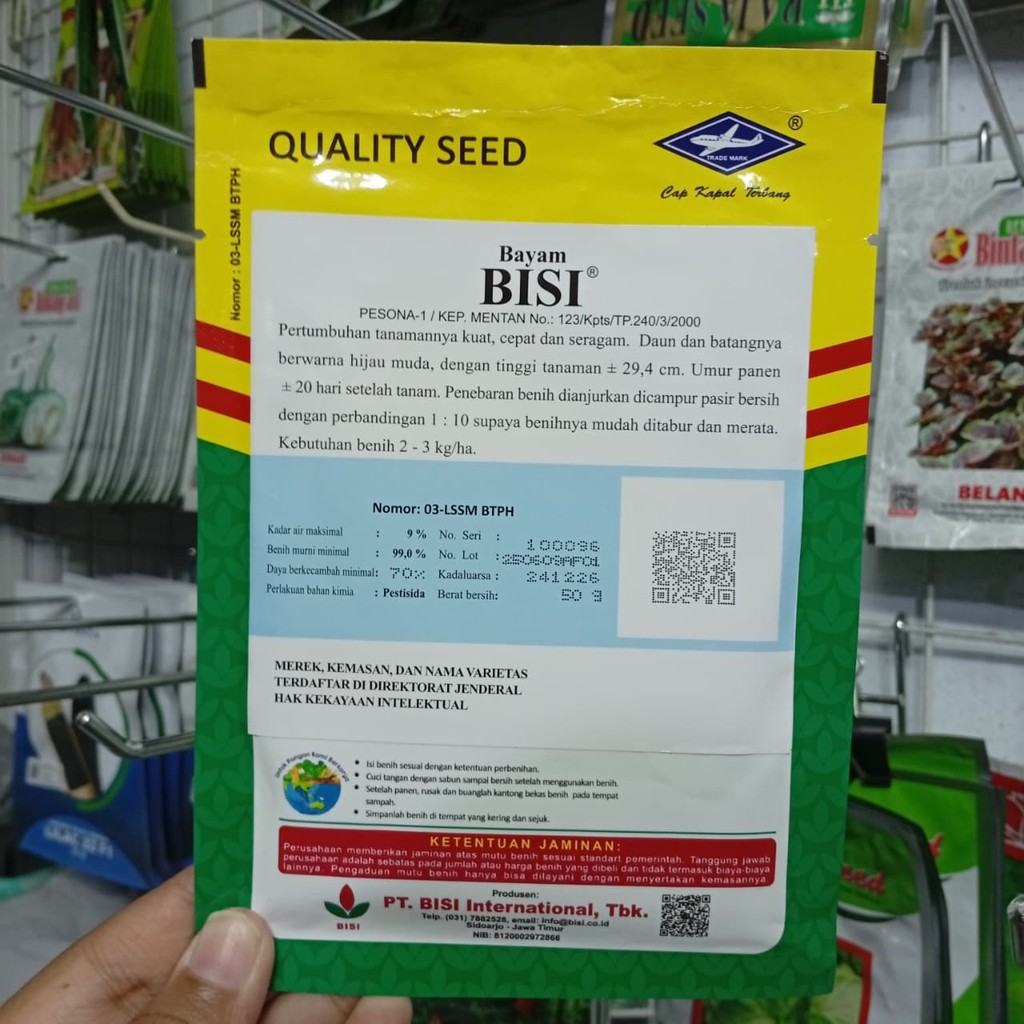 QUALITY SEED
®
TRADE MARK
Cap Kapal Terbang
Nomor : 03-LSSM BTPH
Bayam
BISI®
PESONA-1 / KEP. MENTAN No.: 123/Kpts/TP.240/3/2000
Pertumbuhan tanamannya kuat, cepat dan seragam. Daun dan batangnya
berwarna hijau muda, dengan tinggi tanaman ± 29,4 cm. Umur panen
± 20 hari setelah tanam. Penebaran benih dianjurkan dicampur pasir bersih
dengan perbandingan 1 : 10 supaya benihnya mudah ditabur dan merata.
Kebutuhan benih 2 - 3 kg/ha.
Nomor: 03-LSSM BTPH
Kadar air maksimal : 9 % No. Seri : 100096
Benih murni minimal : 99,0 % No. Lot : 250609AF01
Daya berkecambah minimal: 70% Kadaluarsa : 241226
Perlakuan bahan kimia : Pestisida Berat bersih: 50 g
MEREK, KEMASAN, DAN NAMA VARIETAS
TERDAFTAR DI DIREKTORAT JENDERAL
HAK KEKAYAAN INTELEKTUAL
Untuk Pangan Kami Berkarya
• Isi benih sesuai dengan ketentuan perbenihan.
• Cuci tangan dengan sabun sampai bersih setelah menggunakan benih.
• Setelah panen, rusak dan buanglah kantong bekas benih pada tempat
sampah.
• Simpanlah benih di tempat yang kering dan sejuk.
KETENTUAN JAMINAN:
Perusahaan memberikan jaminan atas mutu benih sesuai standart pemerintah. Tanggung jawab
perusahaan adalah sebatas pada jumlah atau harga benih yang dibeli dan tidak termasuk biaya-biaya
lainnya. Pengaduan mutu benih hanya bisa dilayani dengan menyertakan kemasannya.
BISI
Produsen:
PT. BISI International, Tbk.
Telp. (031) 7882528, email: info@bisi.co.id
Sidoarjo - Jawa Timur
NIB: 8120002972866
BELAN